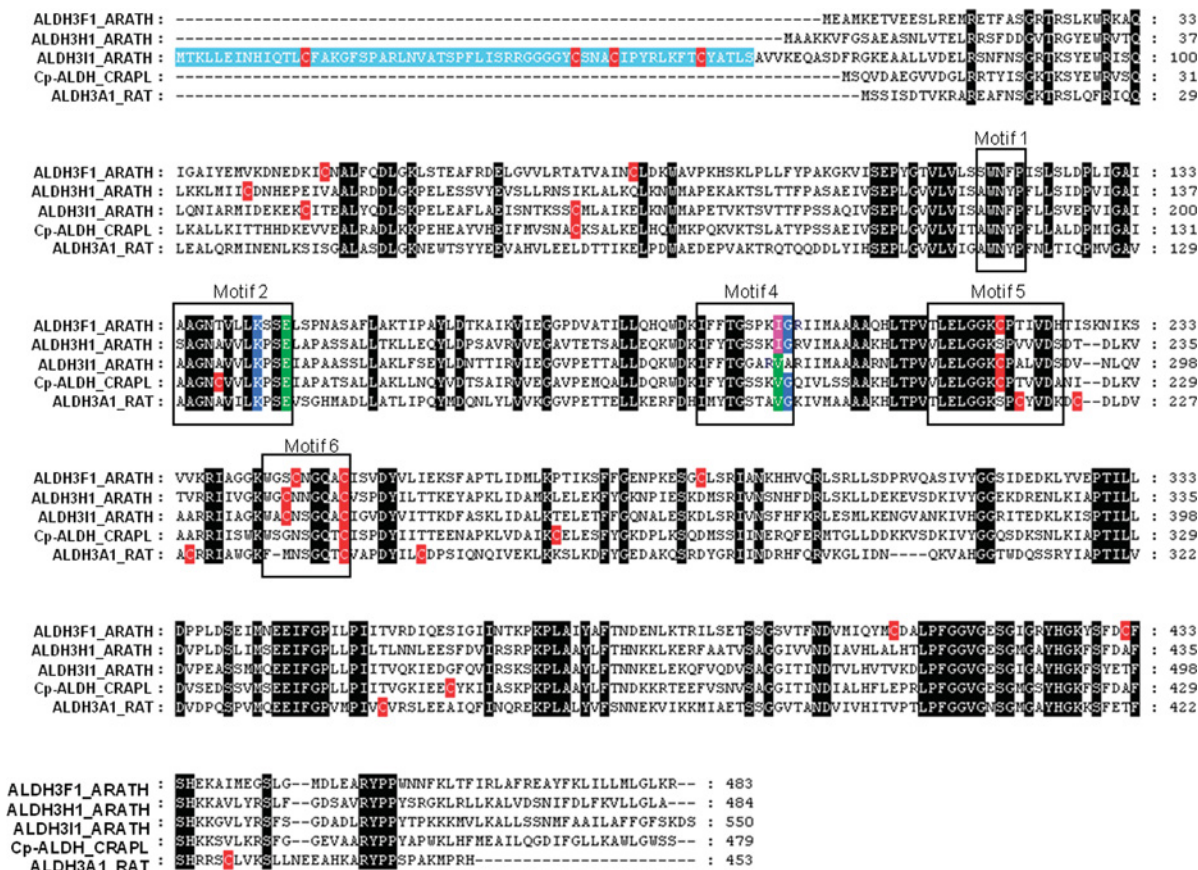 ALDH3F1_ARATH : -------------------------------------------------------------------MEAMKETVEESLREMRETFASGRTRSLKWRKAQ : 33
ALDH3H1_ARATH : ---------------------------------------------------------------MAAKKVFGSAEASNLVTELRRSFDDGVTRGYEWRVTQ : 37
ALDH3I1_ARATH : MTKLLEINHIQTLCFAKGFSPARLNVATSPFLISRRGGGGYCSNACIPYRLKFTCYATLSAVVKEQASDFRGKEAALLVDELRSNFNSGKTKSYEWRISQ : 100
Cp-ALDH_CRAPL : ---------------------------------------------------------------------MSQVDAEGVVDGLRRTYISGKTKSYEWRVSQ : 31
ALDH3A1_RAT : -----------------------------------------------------------------------MSSISDTVKRAREAFNSGKTRSLQFRIQQ : 29
Motif 1
ALDH3F1_ARATH : IGAIYEMVKDNEDKICNALFQDLGKLSTEAFRDELGVVLRTATVAINCLDKWAVPKHSKLPLLFYPAKGKVISEPYGTVLVLSSWNFPISLSLDPLIGAI : 133
ALDH3H1_ARATH : LKKLMIICDNHEPEIVAALRDDLGKPELESSVYEVSLLRNSIKLALKQLKNWMAPEKAKTSLTTFPASAEIVSEPLGVVLVISAWNYPFLLSIDPVIGAI : 137
ALDH3I1_ARATH : LQNIARMIDEKEKCITEALYQDLSKPELEAFLAEISNTKSSCMLAIKELKNWMAPETVKTSVTTFPSSAQIVSEPLGVVLVISAWNFPFLLSVEPVIGAI : 200
Cp-ALDH_CRAPL : LKALLKITTHHDKEVVEALRADLKKPEHEAYVHEIFMVSNACKSALKELHQWMKPQKVKTSLATYPSSAEIVSEPLGVVLVITAWNYPFLLALDPMIGAI : 131
ALDH3A1_RAT : LEALQRMINENLKSISGALASDLGKNEWTSYYEEVAHVLEELDTTIKELPDWAEDEPVAKTRQTQQDDLYIHSEPLGVVLVIGAWNYPFNLTIQPMVGAV : 129
Motif 2 Motif 4 Motif 5
ALDH3F1_ARATH : AAGNTVLLKSSELSPNASAFLAKTIPAYLDTKAIKVIEGGPDVATILLQHQWDKIFFTGSPKIGRIIMAAAAQHLTPVTLELGGKCPTIVDHTISKNIKS : 233
ALDH3H1_ARATH : SAGNAVVLKPSELAPASSALLTKLLEQYLDPSAVRVVEGAVTETSALLEQKWDKIFYTGSSKIGRVIMAAAAKHLTPVVLELGGKSPVVVDSDT--DLKV : 235
ALDH3I1_ARATH : AAGNAVVLKPSEIAPAASSLLAKLFSEYLDNTTIRVIEGGVPETTALLDQKWDKIFFTGGARVARIIMAAAARNLTPVVLELGGKCPALVDSDV--NLQV : 298
Cp-ALDH_CRAPL : AAGNCVVLKPSEIAPATSALLAKLLNQYVDTSAIRVVEGAVPEMQALLDQRWDKIFYTGSSKVGQIVLSSAAKHLTPVVLELGGKCPTVVDANI--DLKV : 229
ALDH3A1_RAT : AAGNAVILKPSEVSGHMADLLATLIPQYMDQNLYLVVKGGVPETTELLKERFDHIMYTGSTAVGKIVMAAAAKHLTPVTLELGGKSPCYVDKDC--DLDV : 227
Motif 6
ALDH3F1_ARATH : VVKRIAGGKWGSCNGQACISVDYVLIEKSFAPTLIDMLKPTIKSFFGENPKESGCLSRIANKHHVQRLSRLLSDPRVQASIVYGGSIDEDKLYVEPTILL : 333
ALDH3H1_ARATH : TVRRIIVGKWGCNNGQACVSPDYILTTKEYAPKLIDAMKLELEKFYGKNPIESKDMSRIVNSNHFDRLSKLLDEKEVSDKIVYGGEKDRENLKIAPTILL : 335
ALDH3I1_ARATH : AARRIIAGKWACNSGQACIGVDYVITTKDFASKLIDALKTELETFFGQNALESKDLSRIVNSFHFKRLESMLKENGVANKIVHGGRITEDKLKISPTILL : 398
Cp-ALDH_CRAPL : AARRIISWKWSGNSGQTCISPDYIITTEENAPKLVDAIKCELESFYGKDPLKSQDMSSIINERQFERMTGLLDDKKVSDKIVYGGQSDKSNLKIAPTILL : 329
ALDH3A1_RAT : ACRRIAWGKF-MNSGQTCVAPDYILCDPSIQNQIVEKLKKSLKDFYGEDAKQSRDYGRIINDRHFQRVKGLIDN----QKVAHGGTWDQSSRYIAPTILV : 322
ALDH3F1_ARATH : DPPLDSEIMNEEIFGPILPIITVRDIQESIGIINTKPKPLAIYAFTNDENLKTRILSETSSGSVTFNDVMIQYMCDALPFGGVGESGIGRYHGKYSFDCF : 433
ALDH3H1_ARATH : DVPLDSLIMSEEIFGPLLPILTLNNLEESFDVIRSRPKPLAAYLFTHNKKLKERFAATVSAGGIVVNDIAVHLALHTLPFGGVGESGMGAYHGKFSFDAF : 435
ALDH3I1_ARATH : DVPEASSMMQEEIFGPLLPIITVQKIEDGFQVIRSKSKPLAAYLFTNNKELEKQFVQDVSAGGITINDTVLHVTVKDLPFGGVGESGIGAYHGKFSYETF : 498
Cp-ALDH_CRAPL : DVSEDSSVMSEEIFGPLLPIITVGKIEECYKIIASKPKPLAAYLFTNDKKRTEEFVSNVSAGGITINDIALHFLEPRLPFGGVGESGMGSYHGKFSFDAF : 429
ALDH3A1_RAT : DVDPQSPVMQEEIFGPVMPIVCVRSLEEAIQFINQREKPLALYVFSNNEKVIKKMIAETSSGGVTANDVIVHITVPTLPFGGVGNSGMGAYHGKKSFETF : 422
ALDH3F1_ARATH : SHEKAIMEGSLG--MDLEARYPPWNNFKLTFIRLAFREAYFKLILLMLGLKR-- : 483
ALDH3H1_ARATH : SHKKAVLYRSLF--GDSAVRYPPYSRGKLRLLKALVDSNIFDLFKVLLGLA--- : 484
ALDH3I1_ARATH : SHKKGVLYRSFS--GDADLRYPPYTPKKKMVLKALLSSNMFAAILAFFGFSKDS : 550
Cp-ALDH_CRAPL : SHKKSVLKRSFG--GEVAARYPPYAPWKLHFMEAILQGDIFGLLKAWLGWSS-- : 479
ALDH3A1_RAT : SHRRSCLVKSLLNEEAHKARYPPSPAKMPRH----------------------- : 453